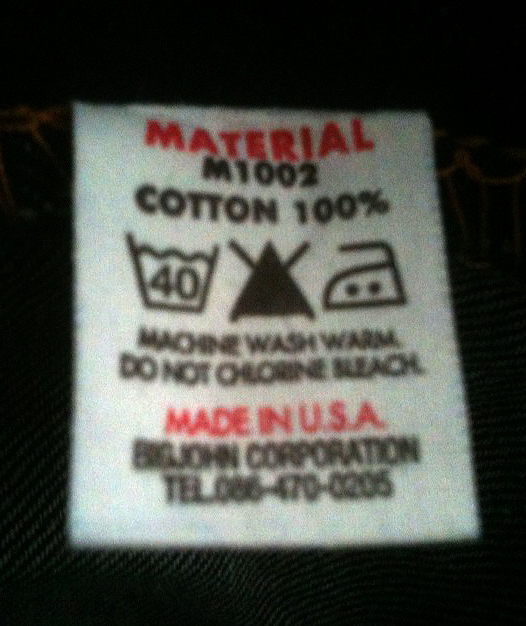 MATERIAL
M1002
COTTON 100%
40
MACHINE WASH WARM.
DO NOT CHLORINE BLEACH.
MADE IN U.S.A.
BIGJOHN CORPORATION
TEL.086-470-0205